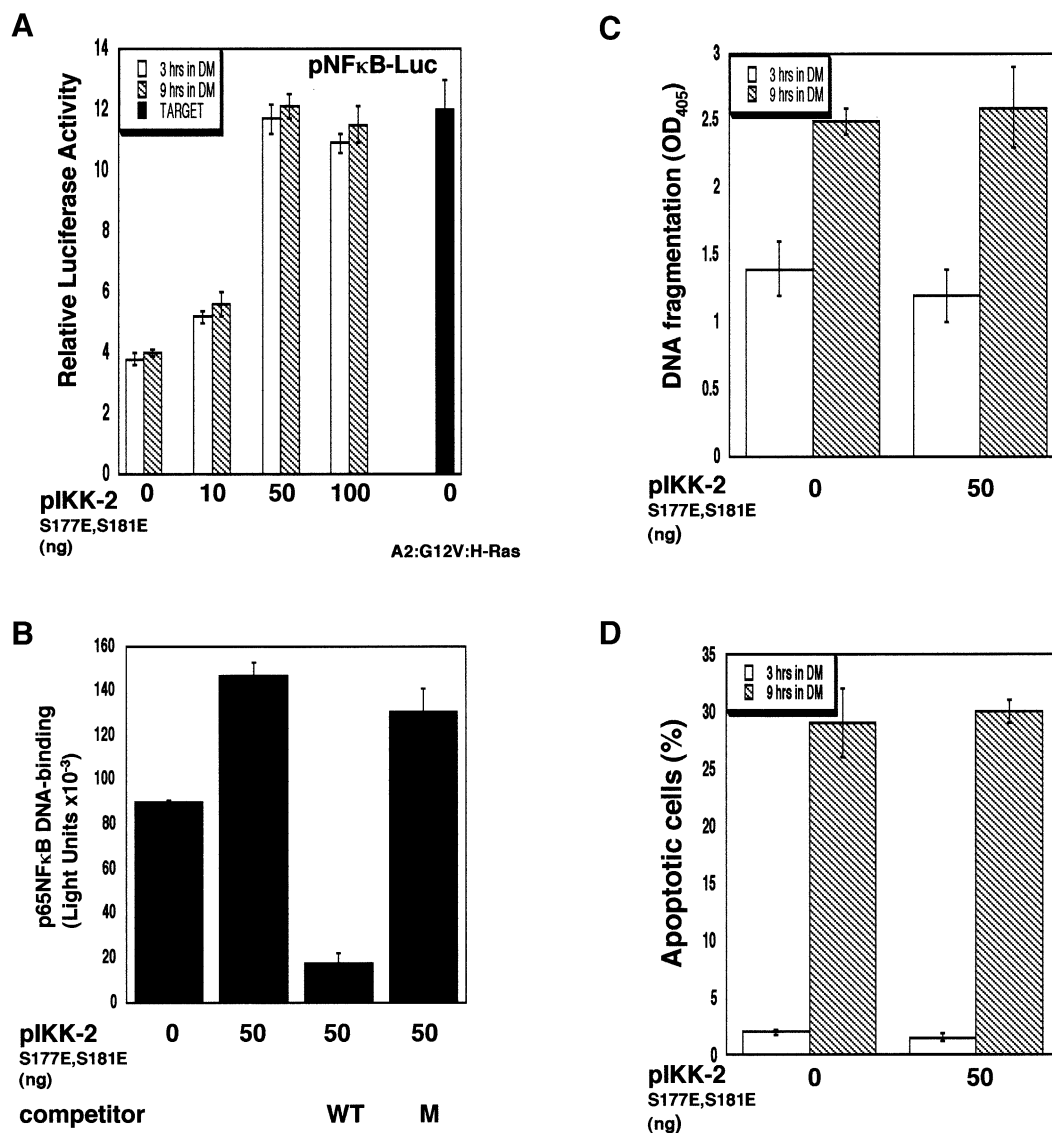 A
14
12
10
8
6
4
2
0
Relative Luciferase Activity
3 hrs in DM
9 hrs in DM
TARGET
pNFκB-Luc
pIKK-2 0 10 50 100 0
S177E,S181E
(ng)
A2:G12V:H-Ras
B
160
140
120
100
80
60
40
20
0
p65NFκB DNA-binding
(Light Units x10⁻³)
pIKK-2 0 50 50 50
S177E,S181E
(ng)
competitor WT M
C
3
2.5
2
1.5
1
0.5
0
DNA fragmentation (OD₄₀₅)
3 hrs in DM
9 hrs in DM
pIKK-2 0 50
S177E,S181E
(ng)
D
35
30
25
20
15
10
5
0
Apoptotic cells (%)
3 hrs in DM
9 hrs in DM
pIKK-2 0 50
S177E,S181E
(ng)